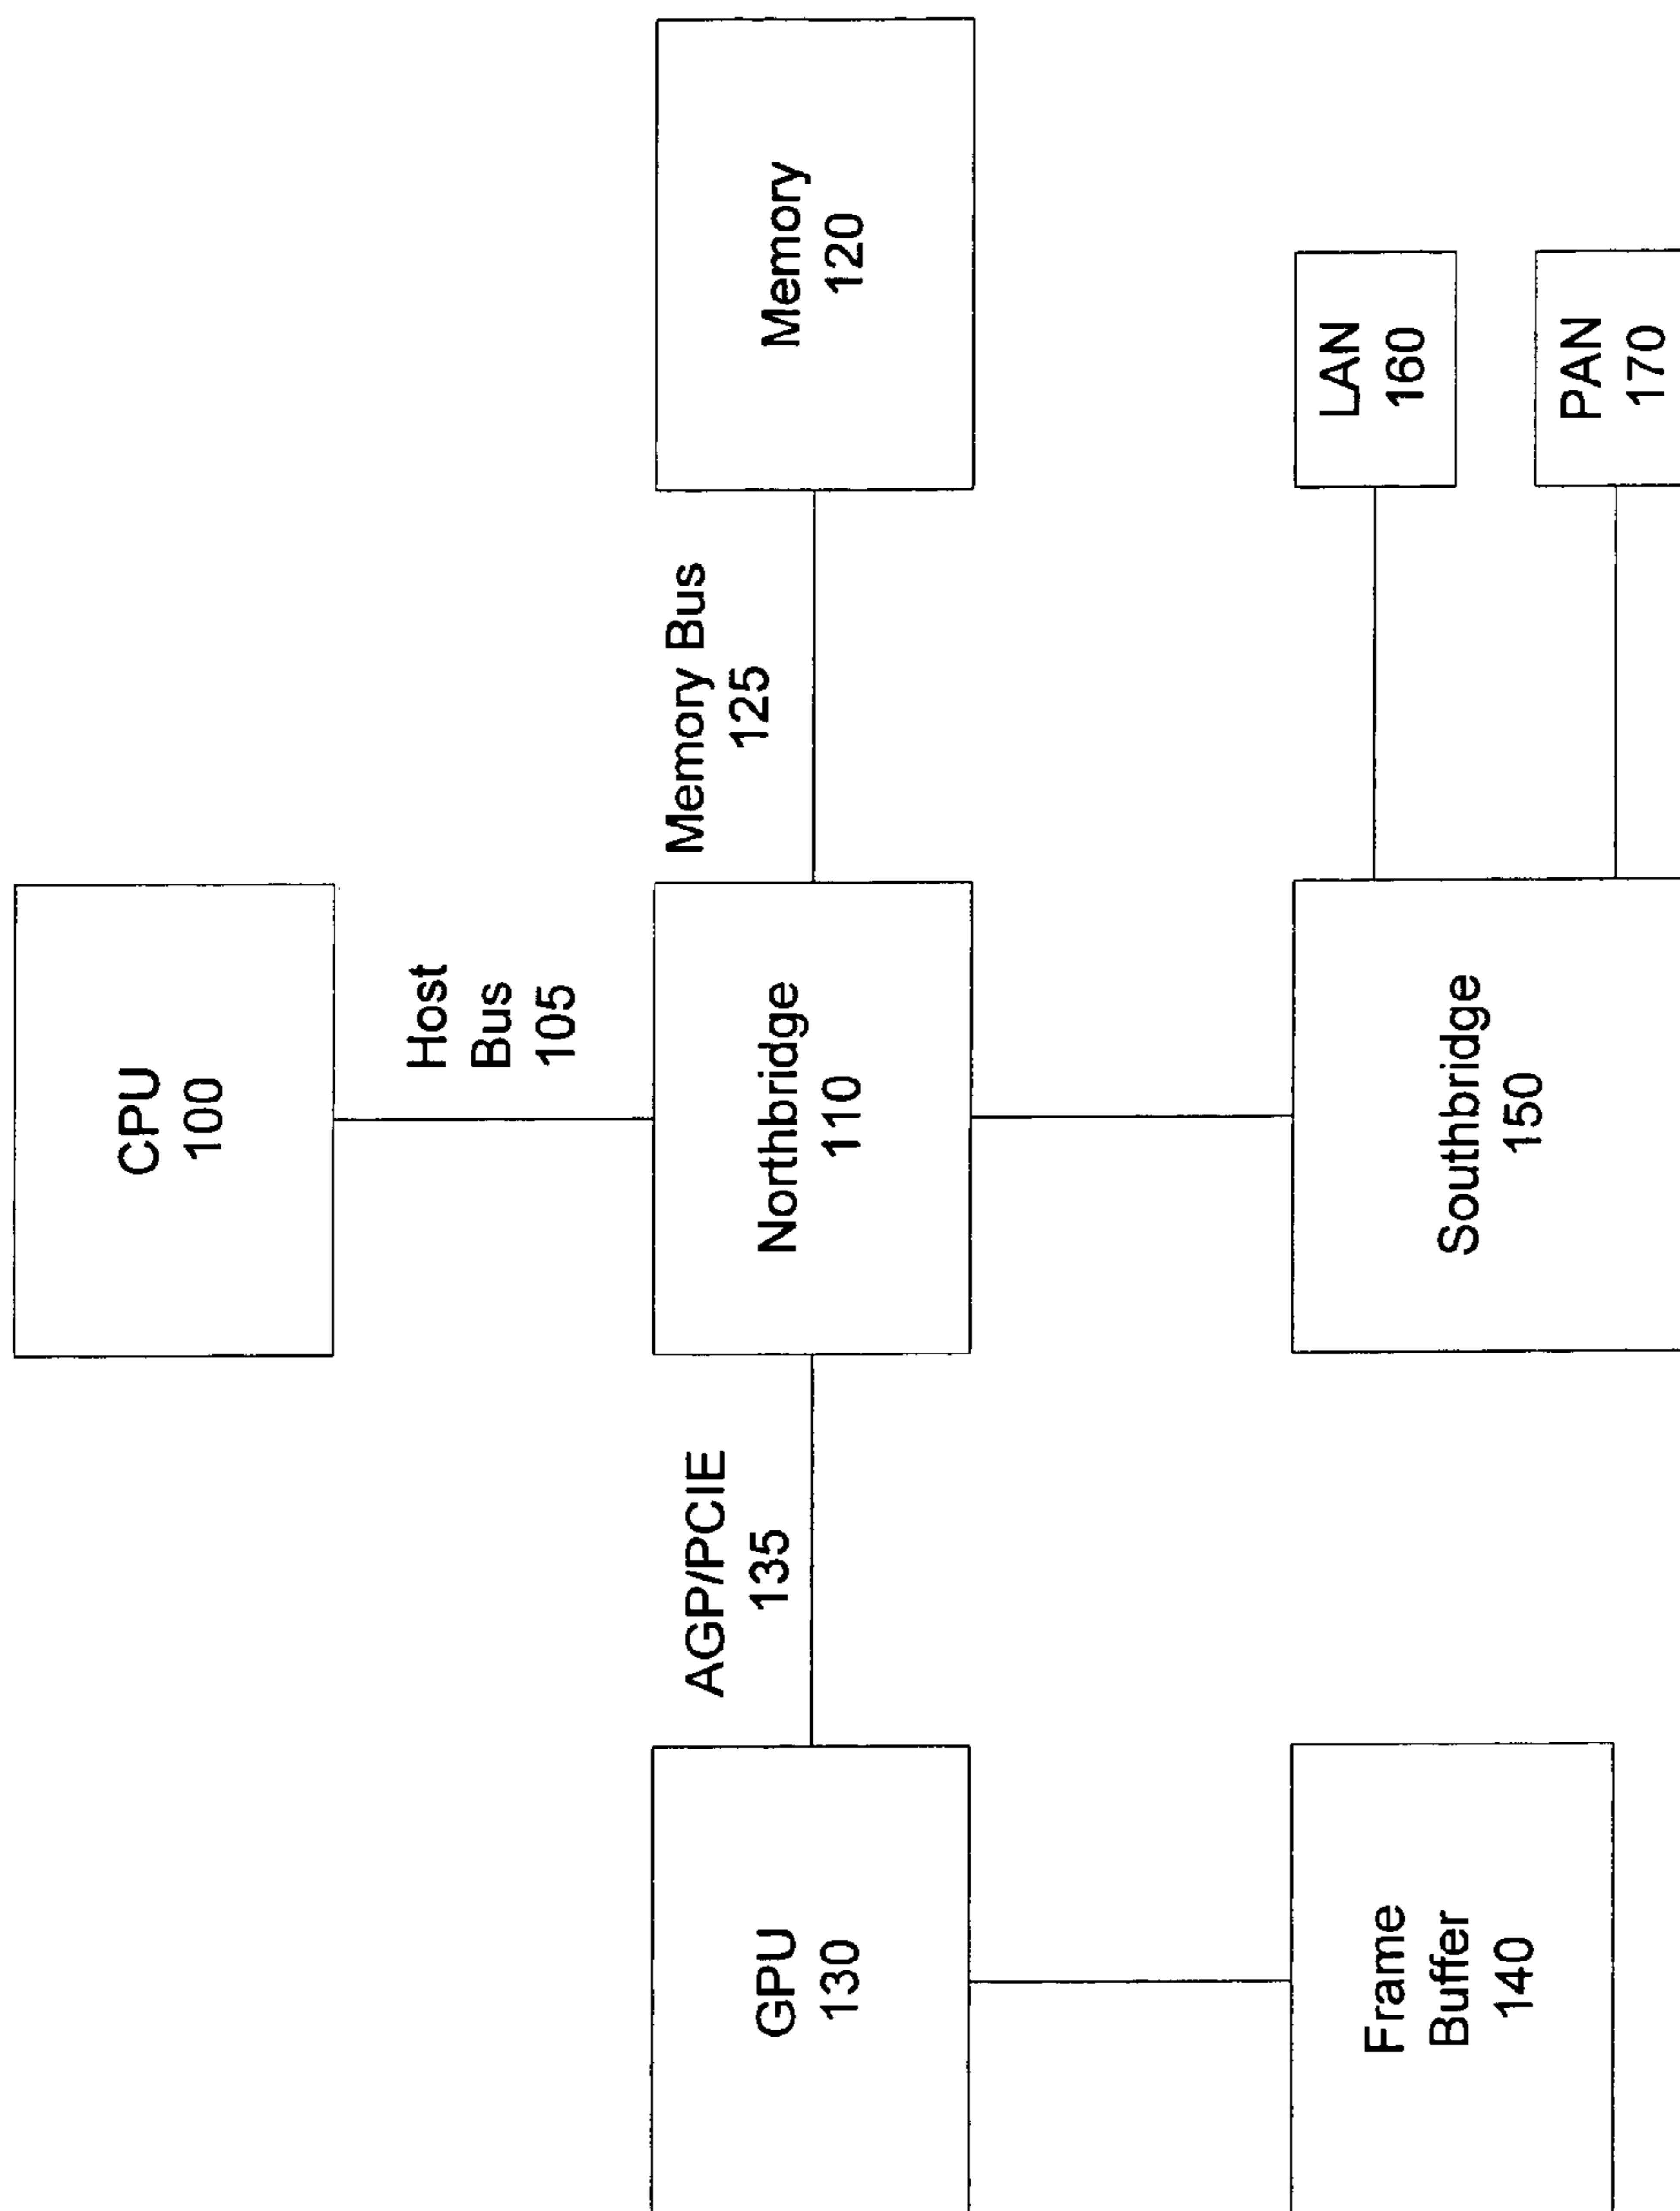 CPU
100
Host
Bus
105
GPU
130
AGP/PCIE
135
Northbridge
110
Memory Bus
125
Memory
120
Frame
Buffer
140
Southbridge
150
LAN
160
PAN
170